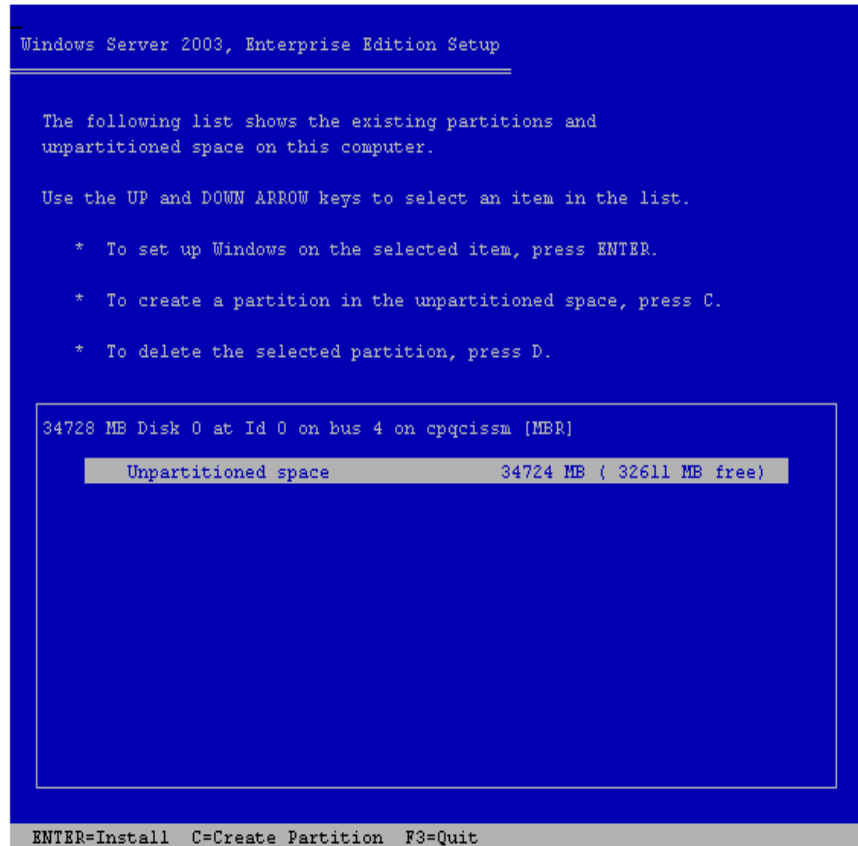 Windows Server 2003, Enterprise Edition Setup
The following list shows the existing partitions and
unpartitioned space on this computer.
Use the UP and DOWN ARROW keys to select an item in the list.
* To set up Windows on the selected item, press ENTER.
* To create a partition in the unpartitioned space, press C.
* To delete the selected partition, press D.
34728 MB Disk 0 at Id 0 on bus 4 on cpqcissm [MBR]
Unpartitioned space 34724 MB ( 32611 MB free)
ENTER=Install C=Create Partition F3=Quit